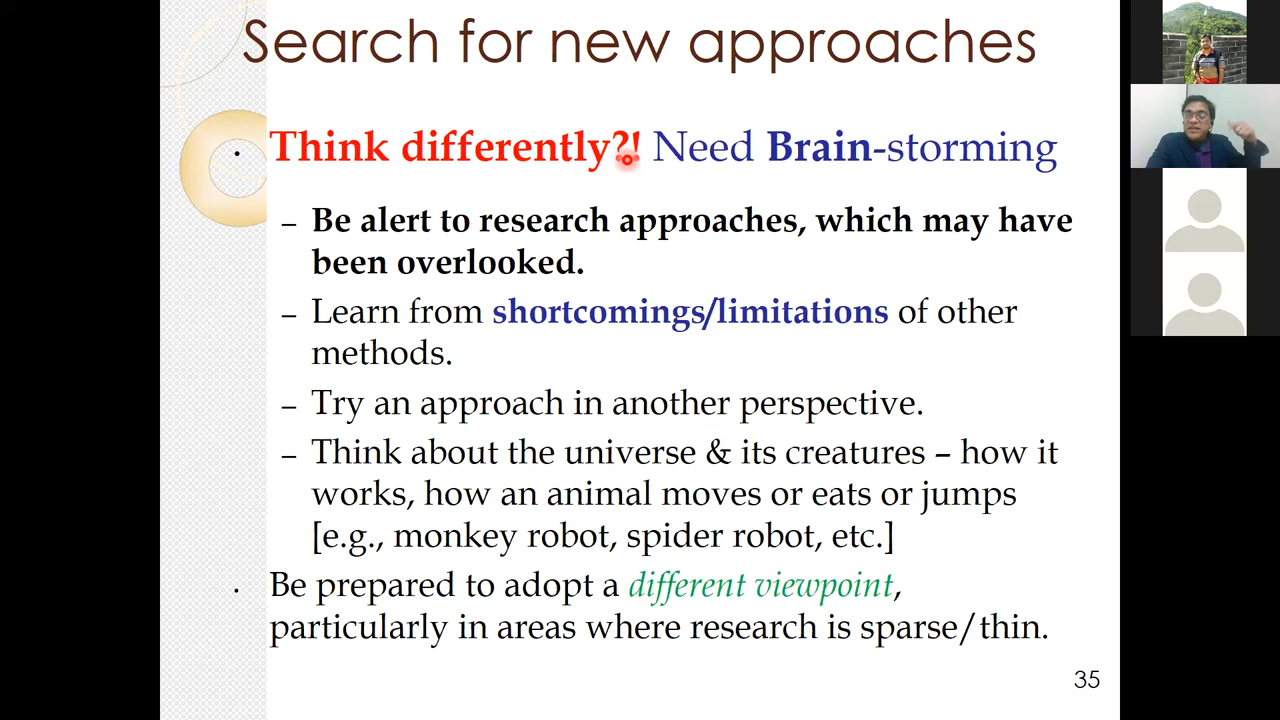 Search for new approaches
· Think differently?! Need Brain-storming
– Be alert to research approaches, which may have
been overlooked.
– Learn from shortcomings/limitations of other
methods.
– Try an approach in another perspective.
– Think about the universe & its creatures – how it
works, how an animal moves or eats or jumps
[e.g., monkey robot, spider robot, etc.]
· Be prepared to adopt a different viewpoint,
particularly in areas where research is sparse/thin.
35